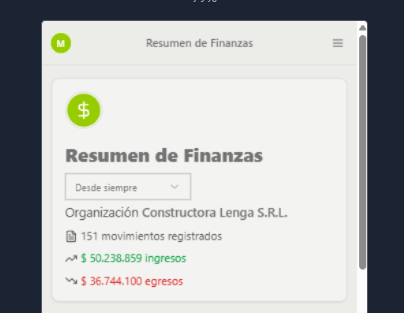 M
Resumen de Finanzas
$
Resumen de Finanzas
Desde siempre
Organización Constructora Lenga S.R.L.
151 movimientos registrados
$ 50.238.859 ingresos
$ 36.744.100 egresos